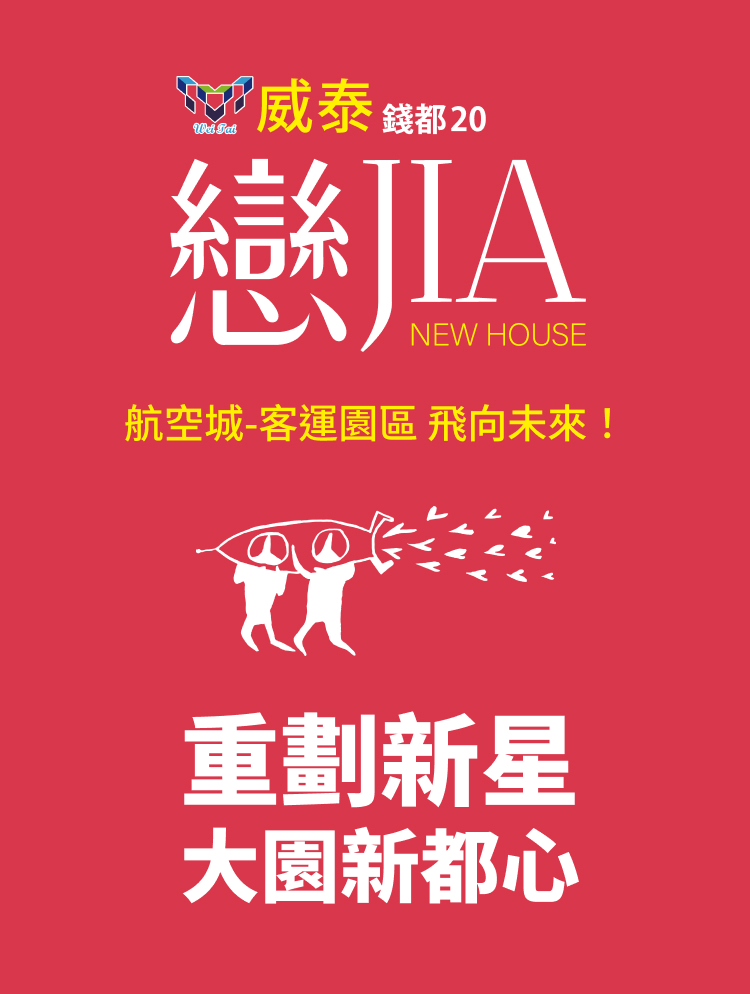 Wei Tai
威泰 錢都20
戀JIA
NEW HOUSE
航空城-客運園區 飛向未來！
重劃新星
大園新都心